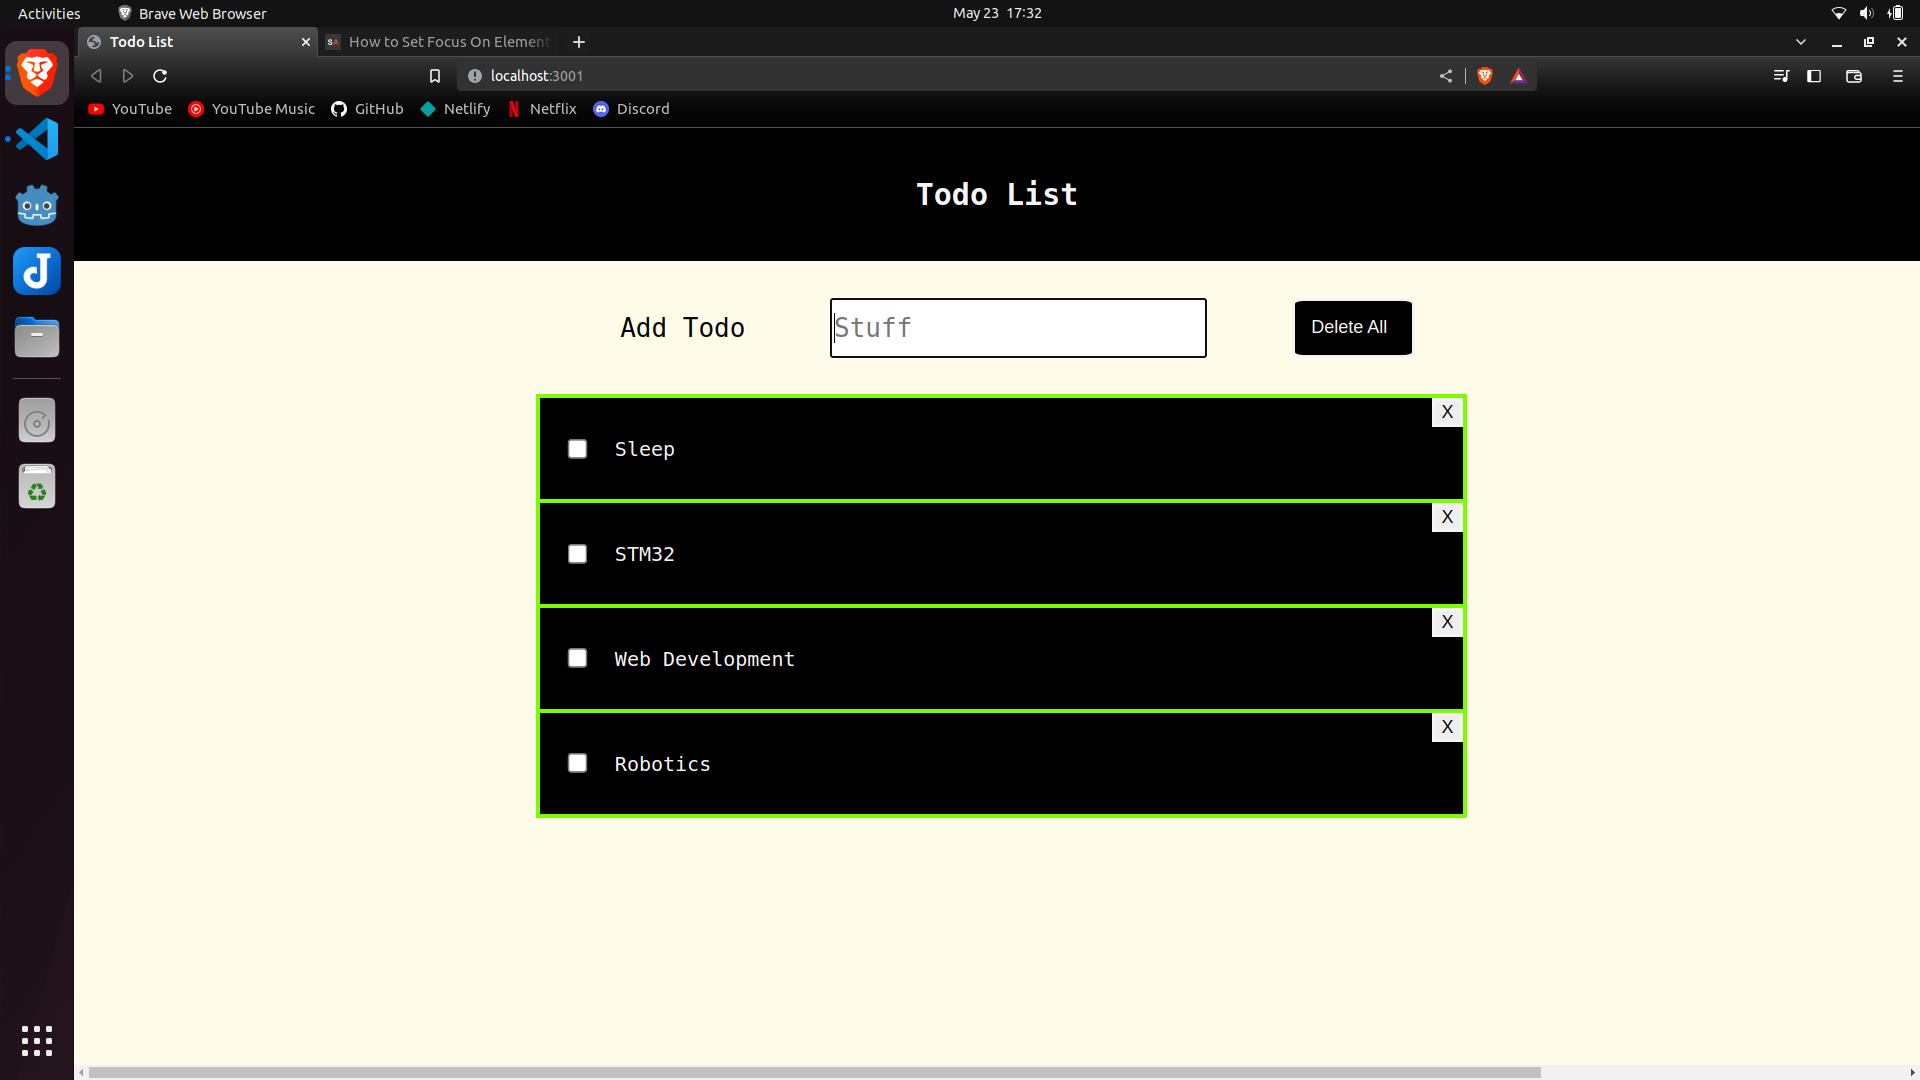 Activities Brave Web Browser May 23 17:32
Todo List How to Set Focus On Element
localhost:3001
YouTube YouTube Music GitHub Netlify Netflix Discord
Todo List
Add Todo Stuff Delete All
X
Sleep
X
STM32
X
Web Development
X
Robotics